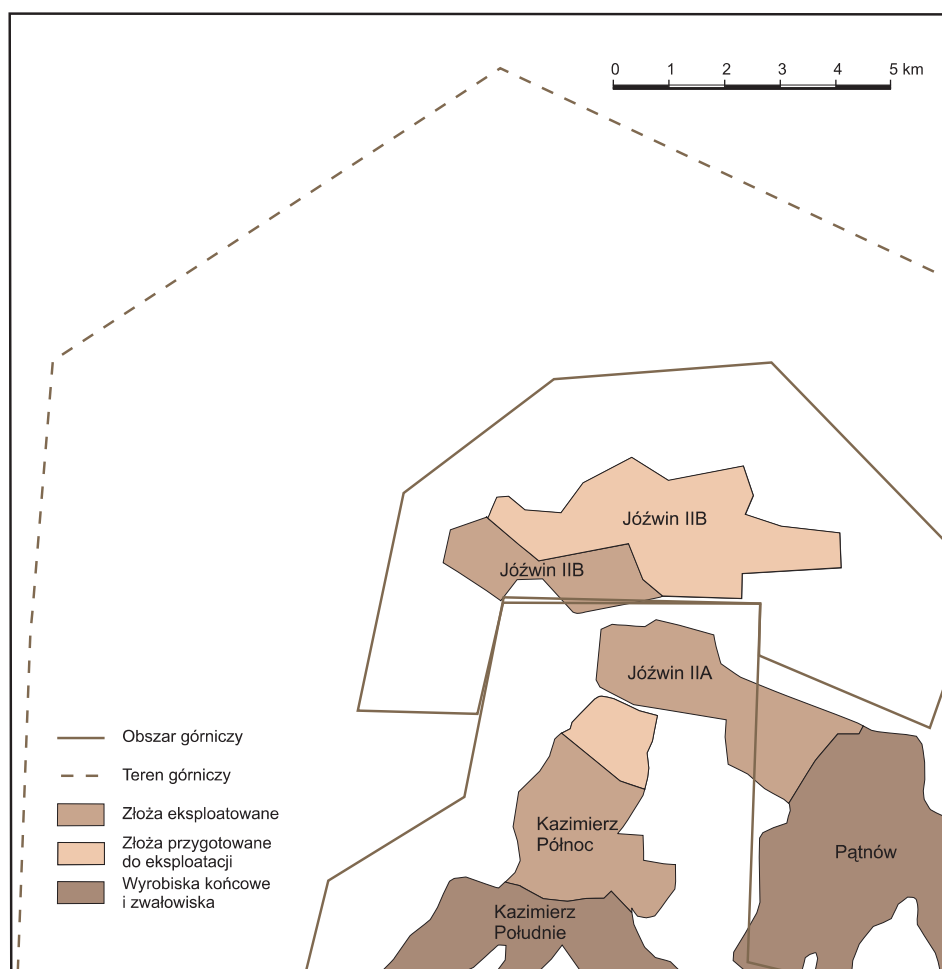 0 1 2 3 4 5 km
Jóźwin IIB
Jóźwin IIB
Jóźwin IIA
Obszar górniczy
Teren górniczy
Złoża eksploatowane
Złoża przygotowane
do eksploatacji
Wyrobiska końcowe
i zwałowiska
Kazimierz
Północ
Pątnów
Kazimierz
Południe